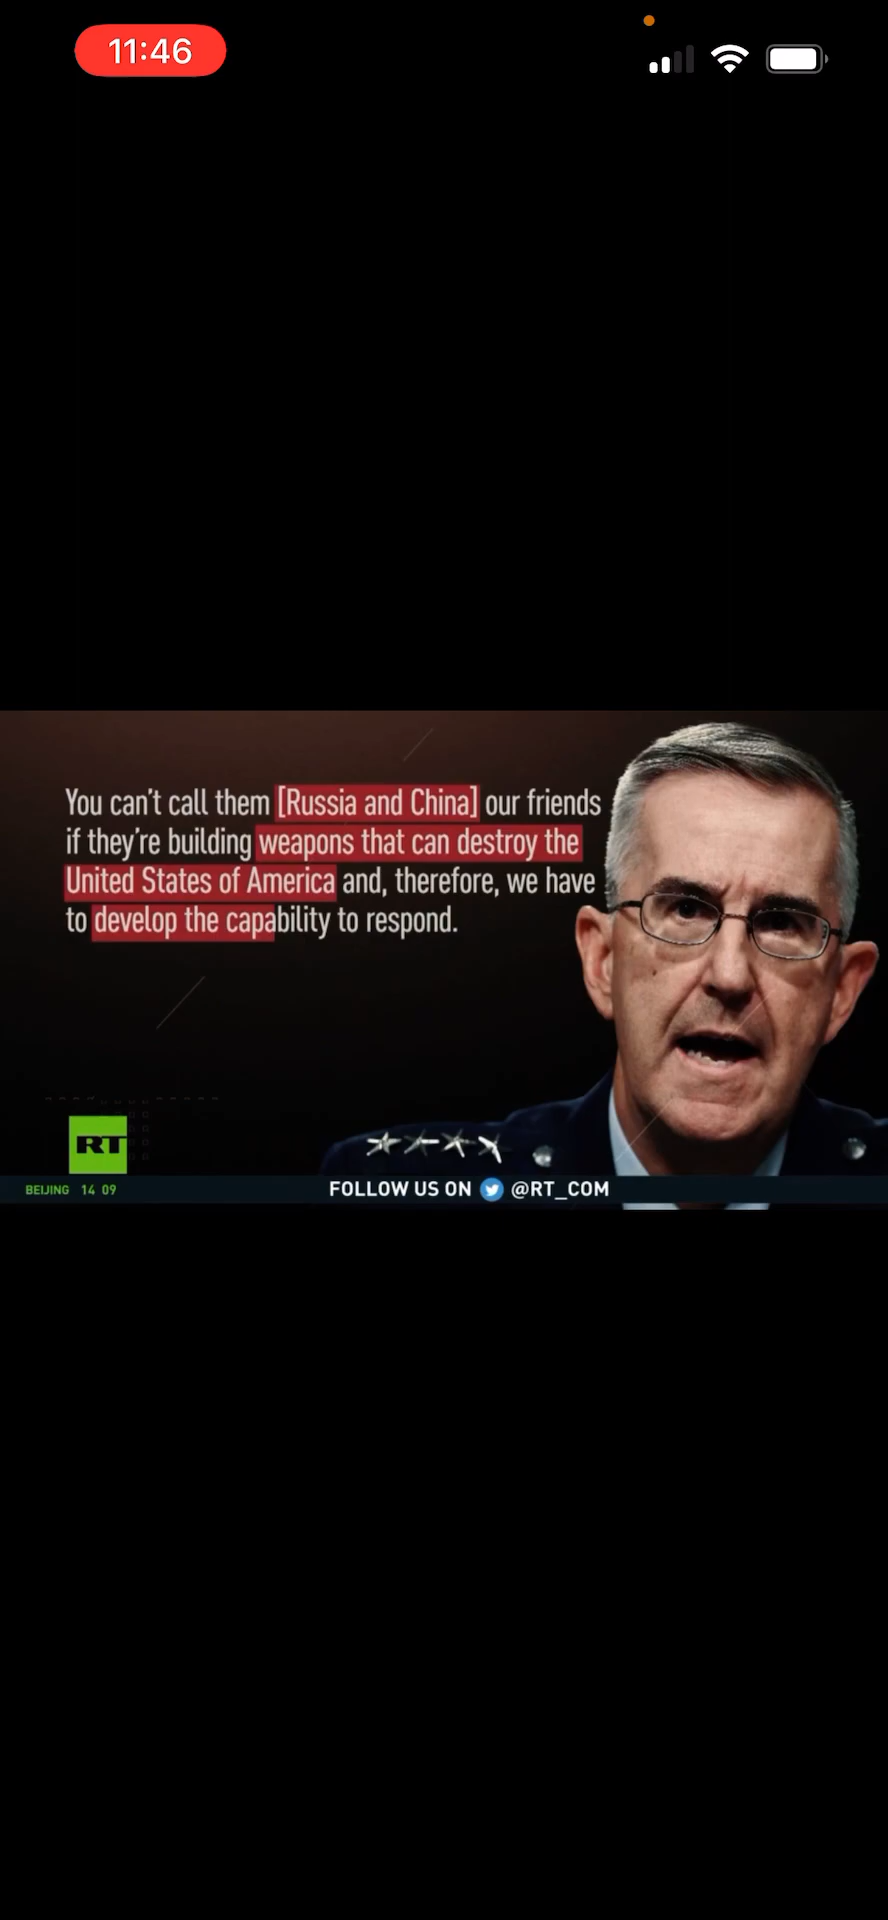 11:46
You can't call them [Russia and China] our friends
if they're building weapons that can destroy the
United States of America and, therefore, we have
to develop the capability to respond.
RT
BEIJING 14 09
FOLLOW US ON @RT_COM